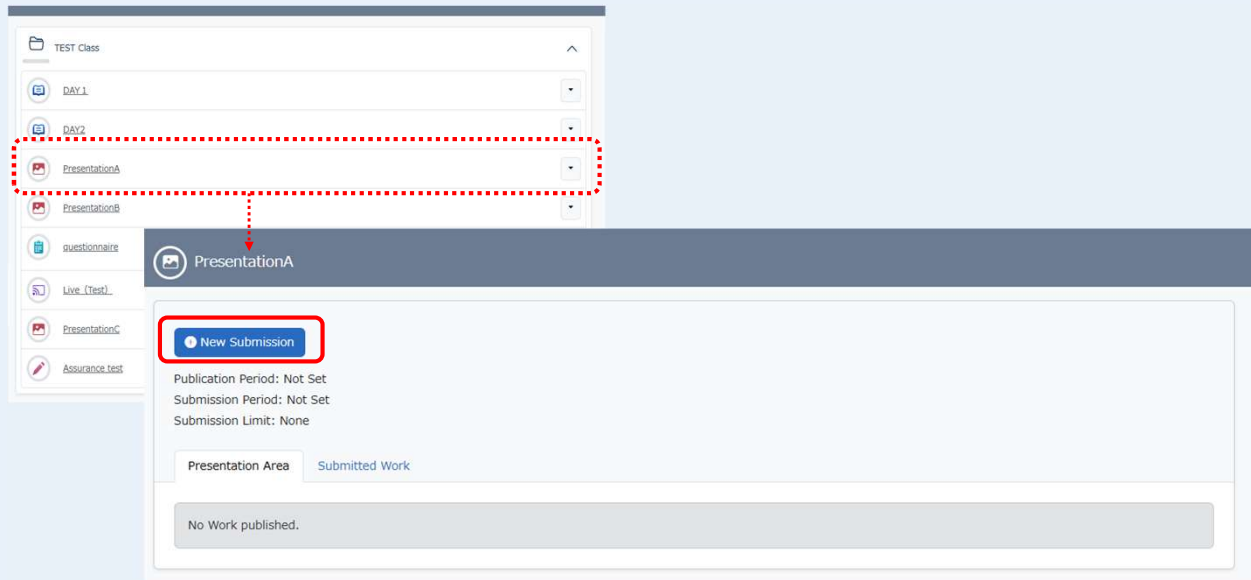 TEST Class
DAY 1
DAY2
PresentationA
PresentationB
questionnaire
Live (Test)
PresentationC
Assurance test
PresentationA
New Submission
Publication Period: Not Set
Submission Period: Not Set
Submission Limit: None
Presentation Area Submitted Work
No Work published.